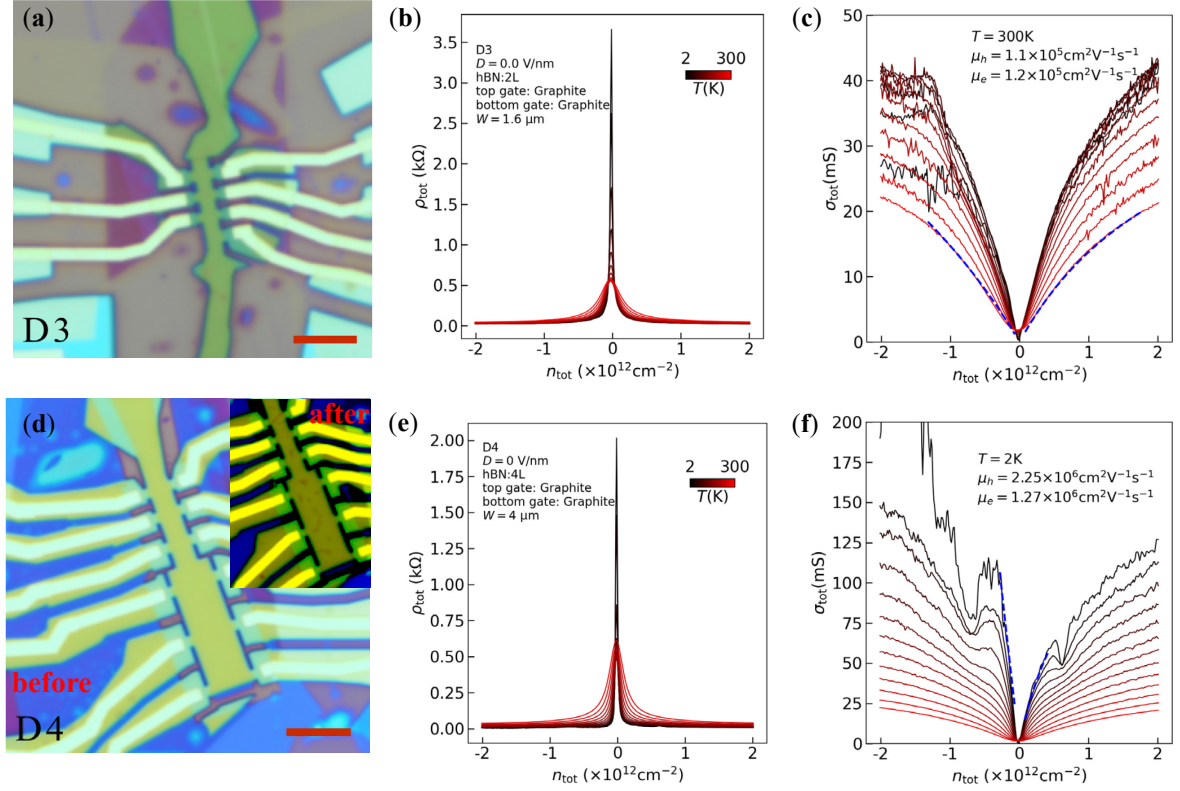 (a)
D3
(b)
ρtot (kΩ)
3.5
3.0
2.5
2.0
1.5
1.0
0.5
0.0
D3
D = 0.0 V/nm
hBN:2L
top gate: Graphite
bottom gate: Graphite
W = 1.6 μm
2 300
T(K)
-2 -1 0 1 2
ntot (×10¹²cm⁻²)
(c)
σtot(mS)
50
40
30
20
10
0
T = 300K
μh = 1.1×10⁵cm²V⁻¹s⁻¹
μe = 1.2×10⁵cm²V⁻¹s⁻¹
-2 -1 0 1 2
ntot (×10¹²cm⁻²)
(d)
after
before
D4
(e)
ρtot (kΩ)
2.00
1.75
1.50
1.25
1.00
0.75
0.50
0.25
0.00
D4
D = 0 V/nm
hBN:4L
top gate: Graphite
bottom gate: Graphite
W = 4 μm
2 300
T(K)
-2 -1 0 1 2
ntot (×10¹²cm⁻²)
(f)
σtot(mS)
200
175
150
125
100
75
50
25
0
T = 2K
μh = 2.25×10⁶cm²V⁻¹s⁻¹
μe = 1.27×10⁶cm²V⁻¹s⁻¹
-2 -1 0 1 2
ntot (×10¹²cm⁻²)